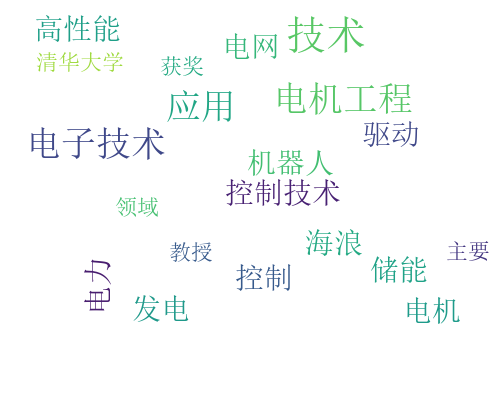 高性能
技术
电网
清华大学
获奖
应用
电机工程
电子技术
驱动
机器人
控制技术
领域
教授
海浪
主要
电力
控制
储能
发电
电机